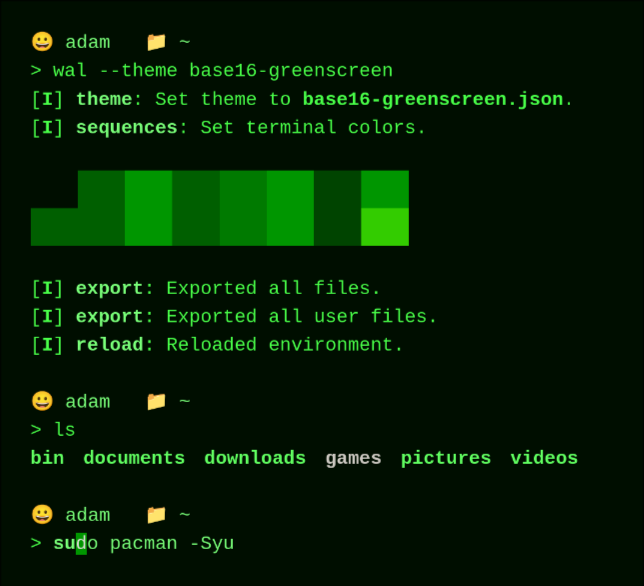 😀 adam 📁 ~
> wal --theme base16-greenscreen
[I] theme: Set theme to base16-greenscreen.json.
[I] sequences: Set terminal colors.
[I] export: Exported all files.
[I] export: Exported all user files.
[I] reload: Reloaded environment.
😀 adam 📁 ~
> ls
bin documents downloads games pictures videos
😀 adam 📁 ~
> sudo pacman -Syu